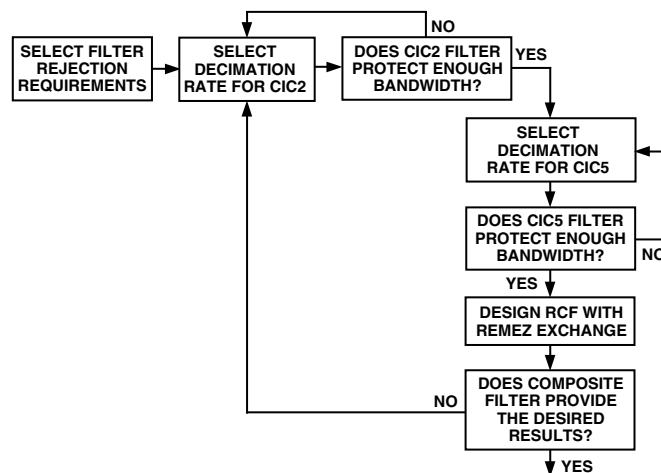 NO
SELECT FILTER
REJECTION
REQUIREMENTS
SELECT
DECIMATION
RATE FOR CIC2
DOES CIC2 FILTER
PROTECT ENOUGH
BANDWIDTH?
YES
SELECT
DECIMATION
RATE FOR CIC5
DOES CIC5 FILTER
PROTECT ENOUGH
BANDWIDTH?
NO
YES
DESIGN RCF WITH
REMEZ EXCHANGE
DOES COMPOSITE
FILTER PROVIDE
THE DESIRED
RESULTS?
NO
YES